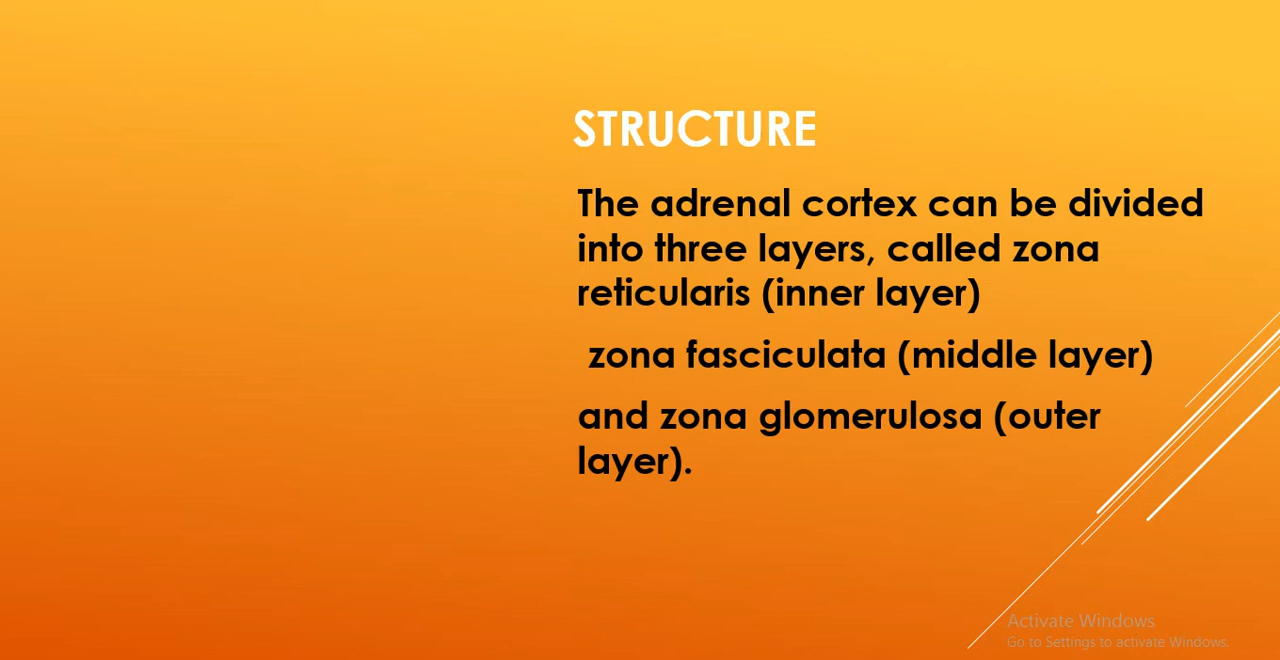 STRUCTURE
The adrenal cortex can be divided
into three layers, called zona
reticularis (inner layer)
zona fasciculata (middle layer)
and zona glomerulosa (outer
layer).
Activate Windows
Go to Settings to activate Windows.